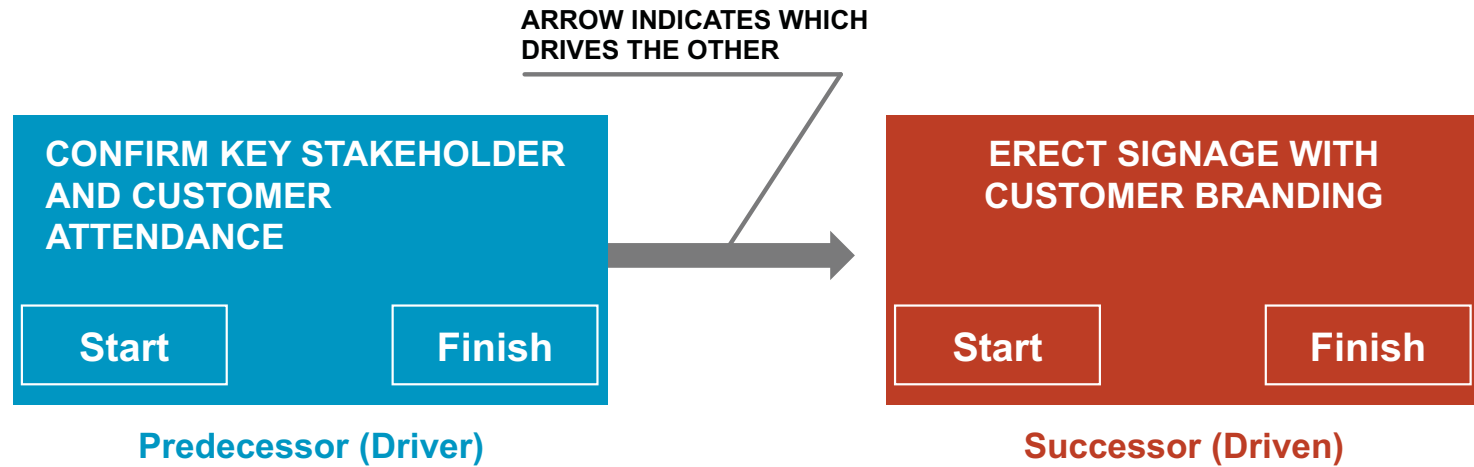 ARROW INDICATES WHICH
DRIVES THE OTHER
CONFIRM KEY STAKEHOLDER
AND CUSTOMER
ATTENDANCE
Start
Finish
Predecessor (Driver)
ERECT SIGNAGE WITH
CUSTOMER BRANDING
Start
Finish
Successor (Driven)